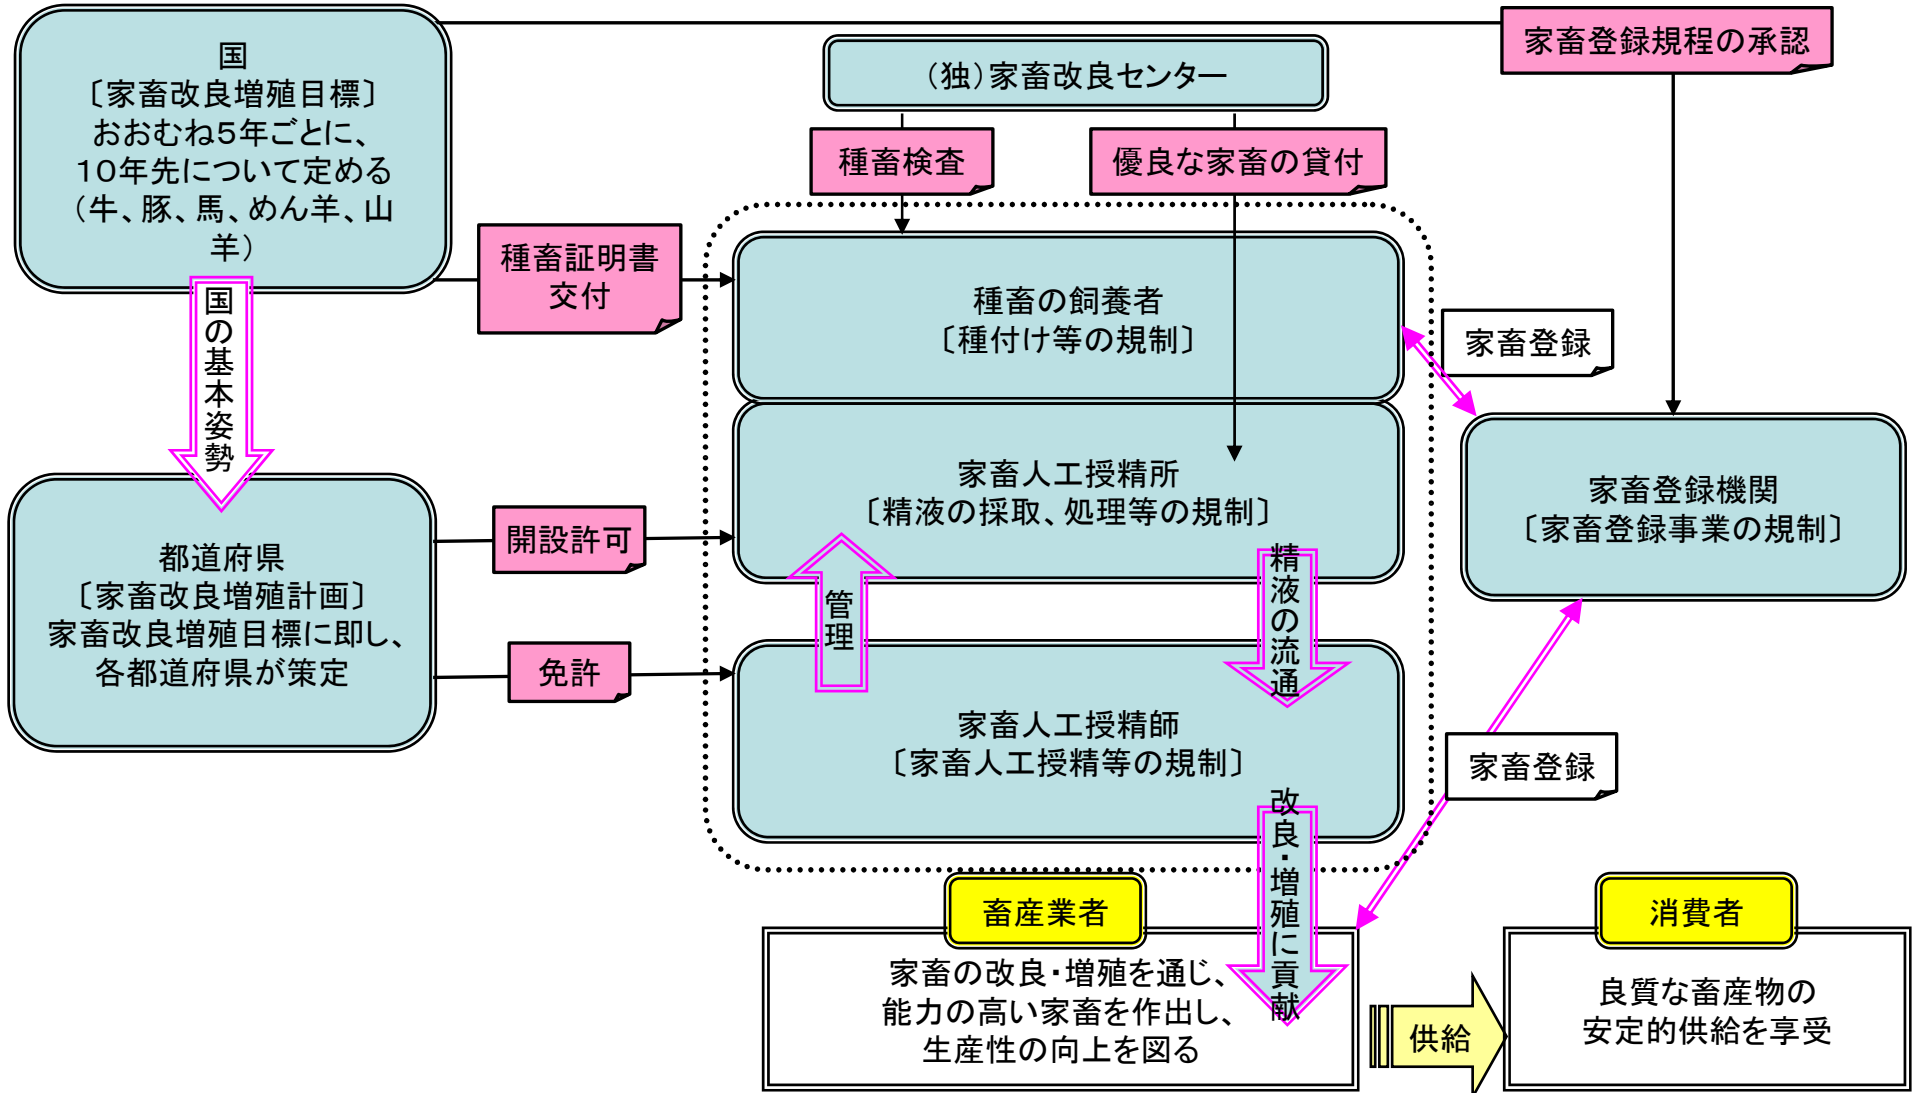 国
〔家畜改良増殖目標〕
おおむね５年ごとに、
１０年先について定める
（牛、豚、馬、めん羊、山
羊）
（独）家畜改良センター
家畜登録規程の承認
種畜検査
優良な家畜の貸付
種畜証明書
交付
国の基本姿勢
種畜の飼養者
〔種付け等の規制〕
家畜登録
家畜人工授精所
〔精液の採取、処理等の規制〕
家畜登録機関
〔家畜登録事業の規制〕
都道府県
〔家畜改良増殖計画〕
家畜改良増殖目標に即し、
各都道府県が策定
開設許可
免許
管理
精液の流通
家畜人工授精師
〔家畜人工授精等の規制〕
家畜登録
改良・増殖に貢献
畜産業者
家畜の改良・増殖を通じ、
能力の高い家畜を作出し、
生産性の向上を図る
供給
消費者
良質な畜産物の
安定的供給を享受